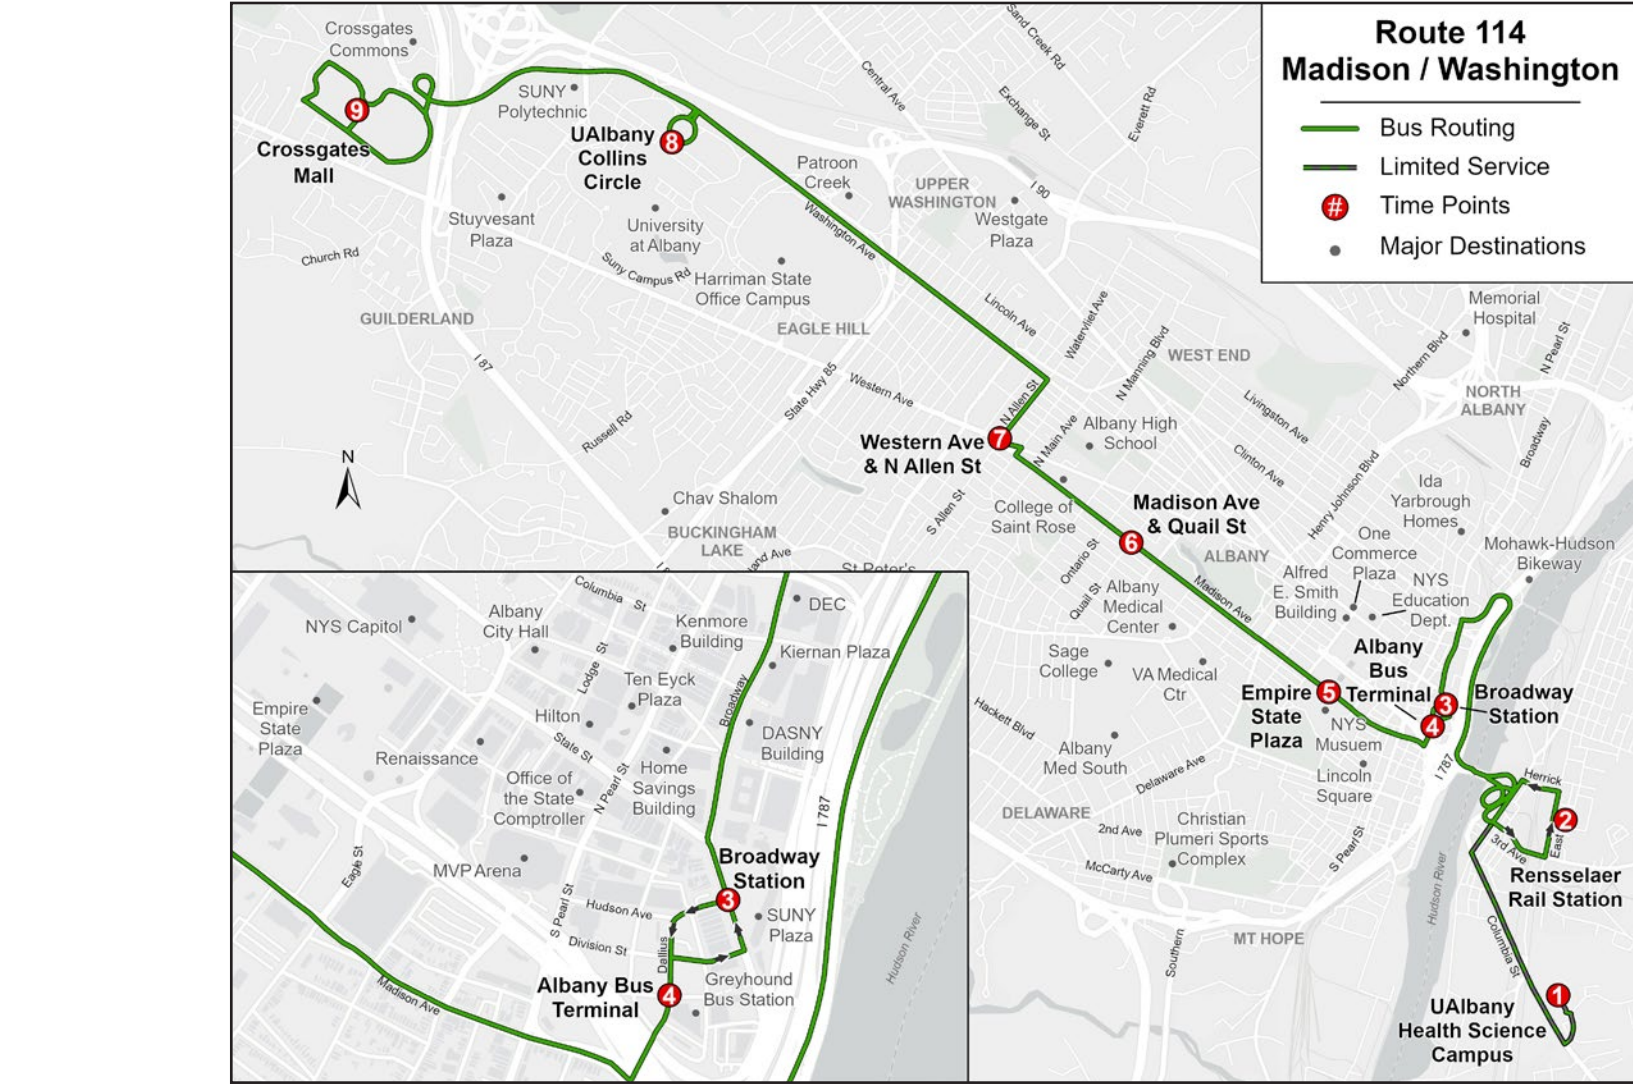 Route 114
Madison / Washington
Bus Routing
Limited Service
#
Time Points
Major Destinations
Crossgates
Commons
9
Crossgates
Mall
SUNY
Polytechnic
UAlbany
Collins
Circle
8
Stuyvesant
Plaza
University
at Albany
Church Rd
Suny Campus Rd
Harriman State
Office Campus
Patroon
Creek
Washington Ave
UPPER
WASHINGTON
Westgate
Plaza
I 90
Central Ave
Sand Creek Rd
Exchange St
Everett Rd
GUILDERLAND
EAGLE HILL
I 87
Lincoln Ave
Watervliet Ave
N Manning Blvd
WEST END
Memorial
Hospital
Northern Blvd
N Pearl St
NORTH
ALBANY
State Hwy 85
Western Ave
Russell Rd
N Allen St
7
Western Ave
& N Allen St
N Main Ave
Albany High
School
Livingston Ave
Clinton Ave
Henry Johnson Blvd
Broadway
N
Chav Shalom
BUCKINGHAM
LAKE
S Allen St
College of
Saint Rose
Madison Ave
& Quail St
6
Ida
Yarbrough
Homes
One
Commerce
Plaza
Mohawk-Hudson
Bikeway
ALBANY
Alfred
E. Smith
Building
NYS
Education
Dept.
Ontario St
Quail St
Albany
Medical
Center
Madison Ave
Sage
College
VA Medical
Ctr
Albany
Bus
Terminal
Empire
State
Plaza
5
3
4
Broadway
Station
NYS
Musuem
Lincoln
Square
Hackett Blvd
Albany
Med South
Delaware Ave
I 787
Herrick
2
3rd Ave
East
Rensselaer
Rail Station
DELAWARE
2nd Ave
Christian
Plumeri Sports
Complex
McCarty Ave
S Pearl St
Hudson River
Columbia St
MT HOPE
Southern
1
UAlbany
Health Science
Campus
Columbia St
DEC
NYS Capitol
Albany
City Hall
Kenmore
Building
Kiernan Plaza
Lodge St
Ten Eyck
Plaza
Broadway
Empire
State
Plaza
Hilton
State St
DASNY
Building
Renaissance
Office of
the State
Comptroller
N Pearl St
Home
Savings
Building
I 787
Eagle St
MVP Arena
Broadway
Station
3
S Pearl St
Hudson Ave
SUNY
Plaza
Division St
Dallius
Hudson River
Albany Bus
Terminal
4
Greyhound
Bus Station
Madison Ave